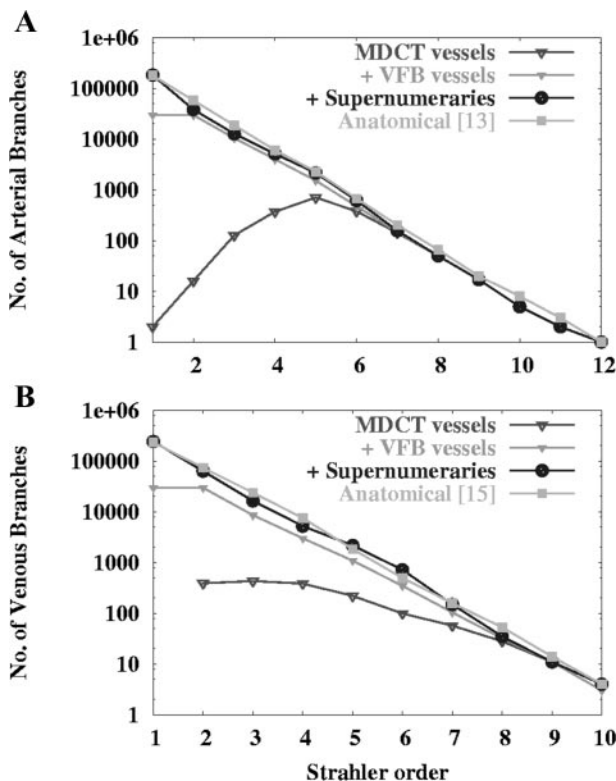 A
No. of Arterial Branches
1e+06
100000
10000
1000
100
10
1
MDCT vessels
+ VFB vessels
+ Supernumeraries
Anatomical [13]
2 4 6 8 10 12
B
No. of Venous Branches
1e+06
100000
10000
1000
100
10
1
MDCT vessels
+ VFB vessels
+ Supernumeraries
Anatomical [15]
1 2 3 4 5 6 7 8 9 10
Strahler order